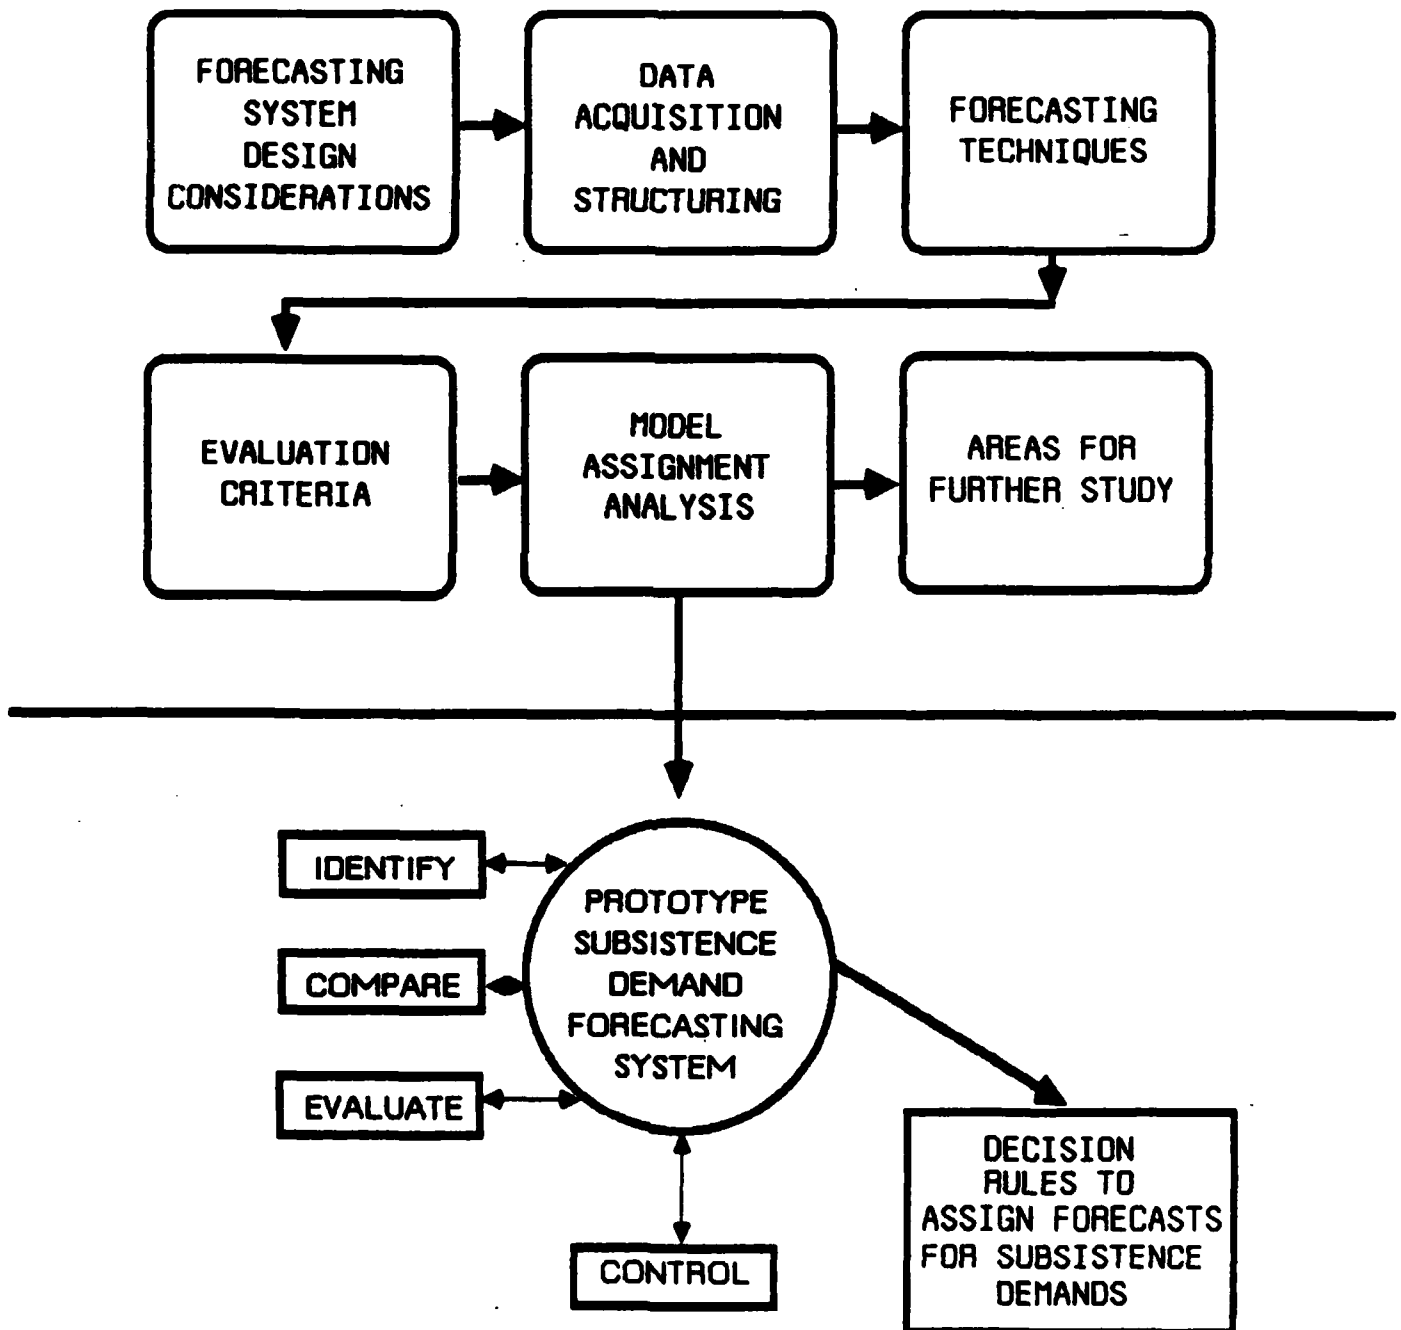 FORECASTING
SYSTEM
DESIGN
CONSIDERATIONS
DATA
ACQUISITION
AND
STRUCTURING
FORECASTING
TECHNIQUES
EVALUATION
CRITERIA
MODEL
ASSIGNMENT
ANALYSIS
AREAS FOR
FURTHER STUDY
IDENTIFY
COMPARE
EVALUATE
PROTOTYPE
SUBSISTENCE
DEMAND
FORECASTING
SYSTEM
CONTROL
DECISION
RULES TO
ASSIGN FORECASTS
FOR SUBSISTENCE
DEMANDS